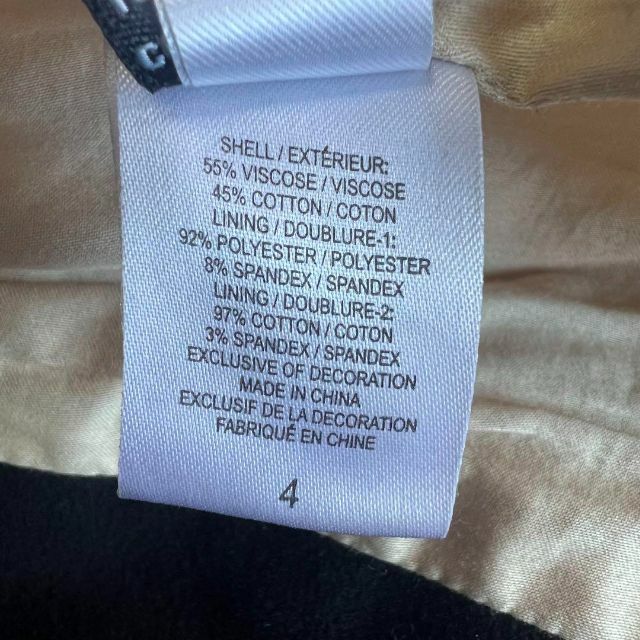 C
SHELL / EXTÉRIEUR:
55% VISCOSE / VISCOSE
45% COTTON / COTON
LINING / DOUBLURE-1:
92% POLYESTER / POLYESTER
8% SPANDEX / SPANDEX
LINING / DOUBLURE-2:
97% COTTON / COTON
3% SPANDEX / SPANDEX
EXCLUSIVE OF DECORATION
MADE IN CHINA
EXCLUSIF DE LA DECORATION
FABRIQUÉ EN CHINE
4